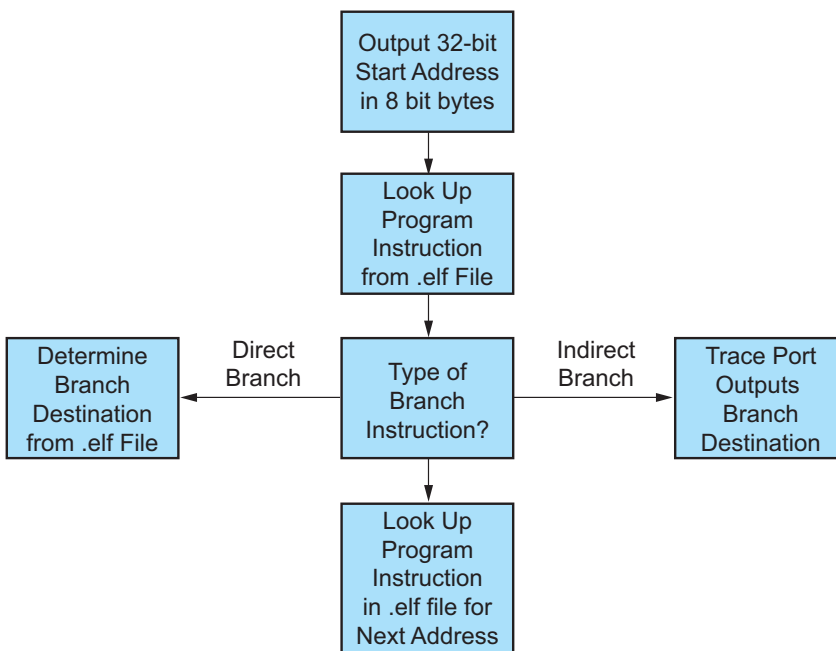 Output 32-bit
Start Address
in 8 bit bytes
Look Up
Program
Instruction
from .elf File
Determine
Branch
Destination
from .elf File
Direct
Branch
Type of
Branch
Instruction?
Indirect
Branch
Trace Port
Outputs
Branch
Destination
Look Up
Program
Instruction
in .elf file for
Next Address